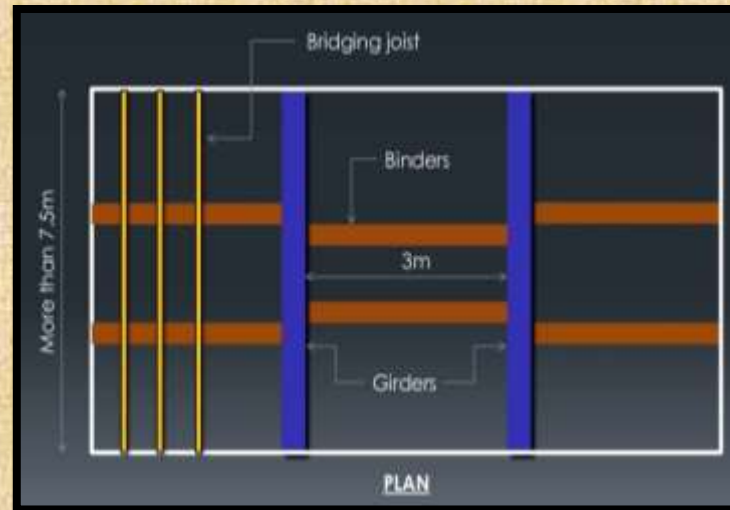 Bridging joist
Binders
3m
More than 7.5m
Girders
PLAN